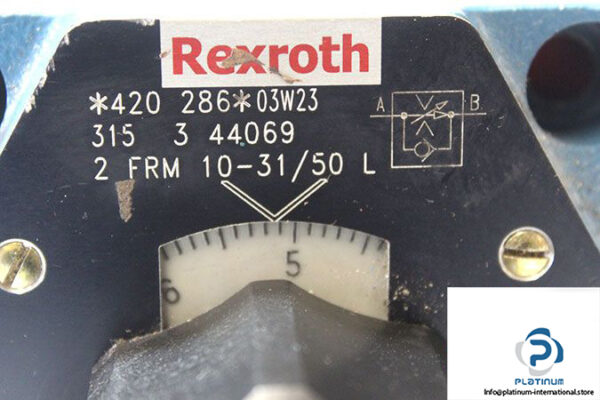 Rexroth
*420 286*03W23
315 3 44069
2 FRM 10-31/50 L
A B
5
6
PLATINUM
Info@platinum-international.store